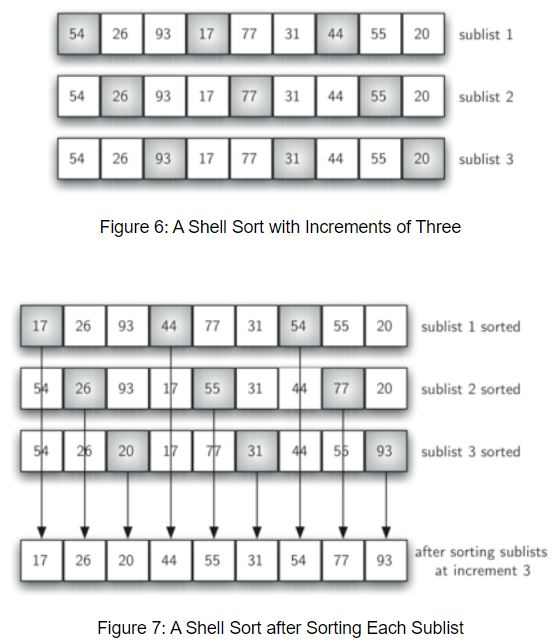 54 26 93 17 77 31 44 55 20 sublist 1
54 26 93 17 77 31 44 55 20 sublist 2
54 26 93 17 77 31 44 55 20 sublist 3
Figure 6: A Shell Sort with Increments of Three
17 26 93 44 77 31 54 55 20 sublist 1 sorted
54 26 93 17 55 31 44 77 20 sublist 2 sorted
54 26 20 17 77 31 44 55 93 sublist 3 sorted
17 26 20 44 55 31 54 77 93 after sorting sublists
at increment 3
Figure 7: A Shell Sort after Sorting Each Sublist